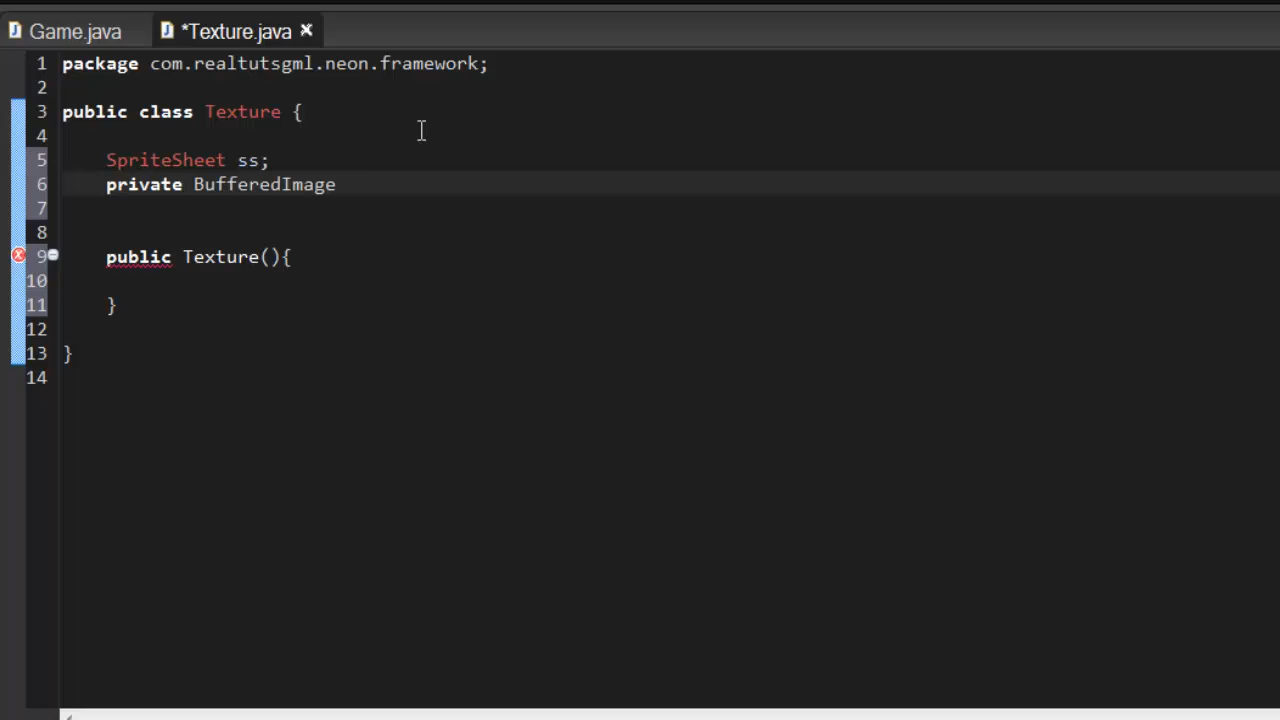 Game.java *Texture.java
1 package com.realtutsgml.neon.framework;
2
3 public class Texture {
4
5 SpriteSheet ss;
6 private BufferedImage
7
8
9 public Texture(){
10
11 }
12
13 }
14